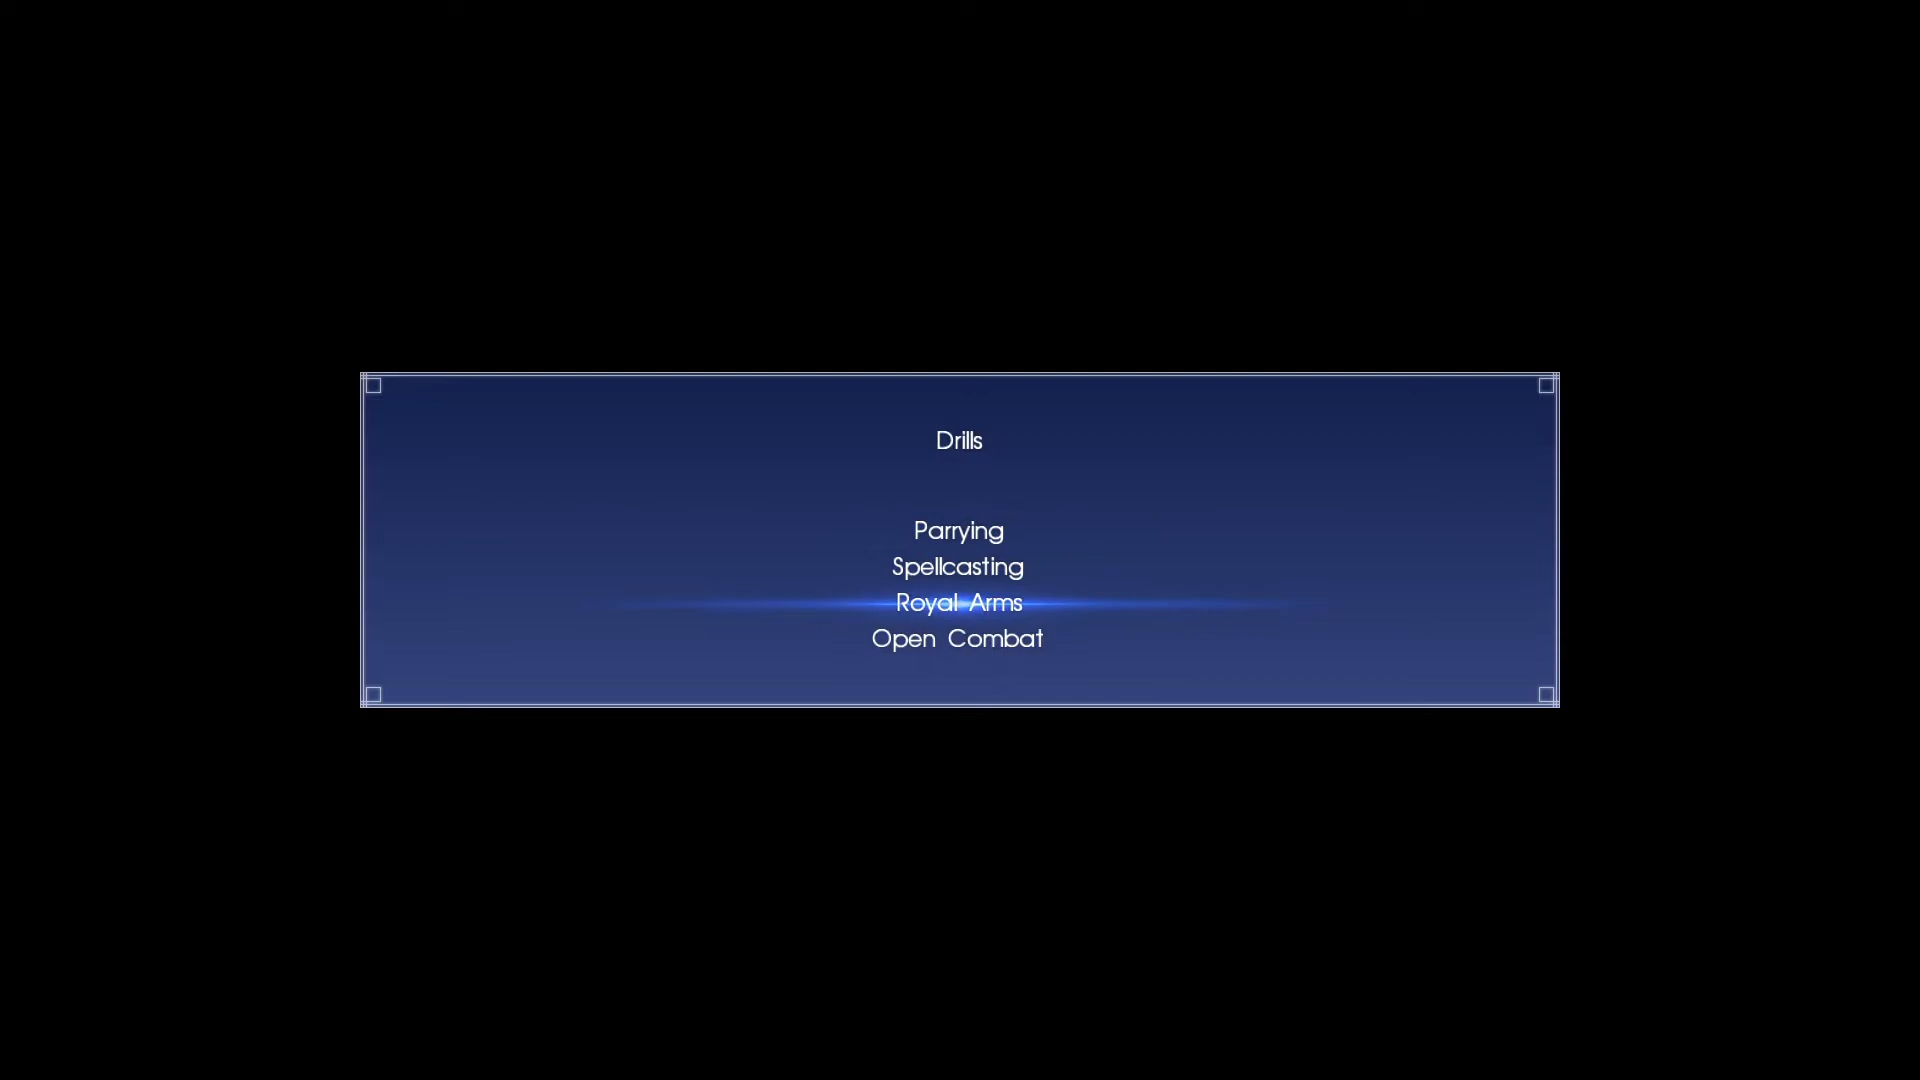 Drills
Parrying
Spellcasting
Royal Arms
Open Combat